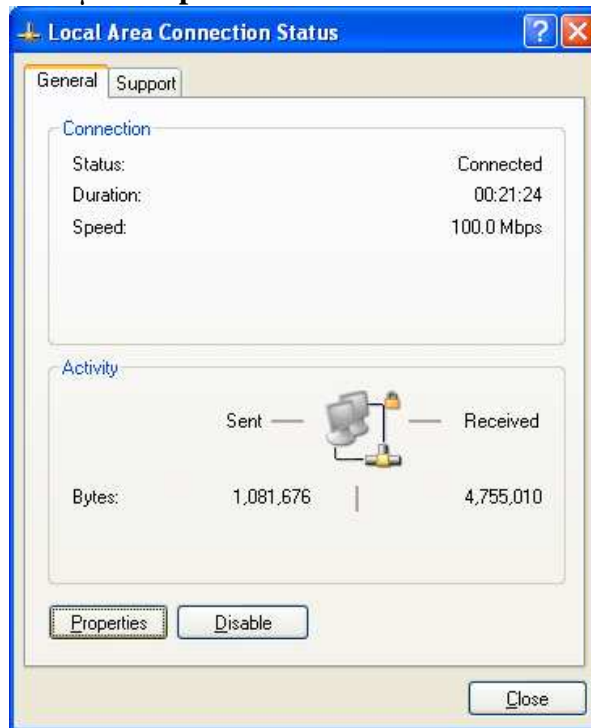 Local Area Connection Status
General Support
Connection
Status: Connected
Duration: 00:21:24
Speed: 100.0 Mbps
Activity
Sent Received
Bytes: 1,081,676 4,755,010
Properties Disable
Close